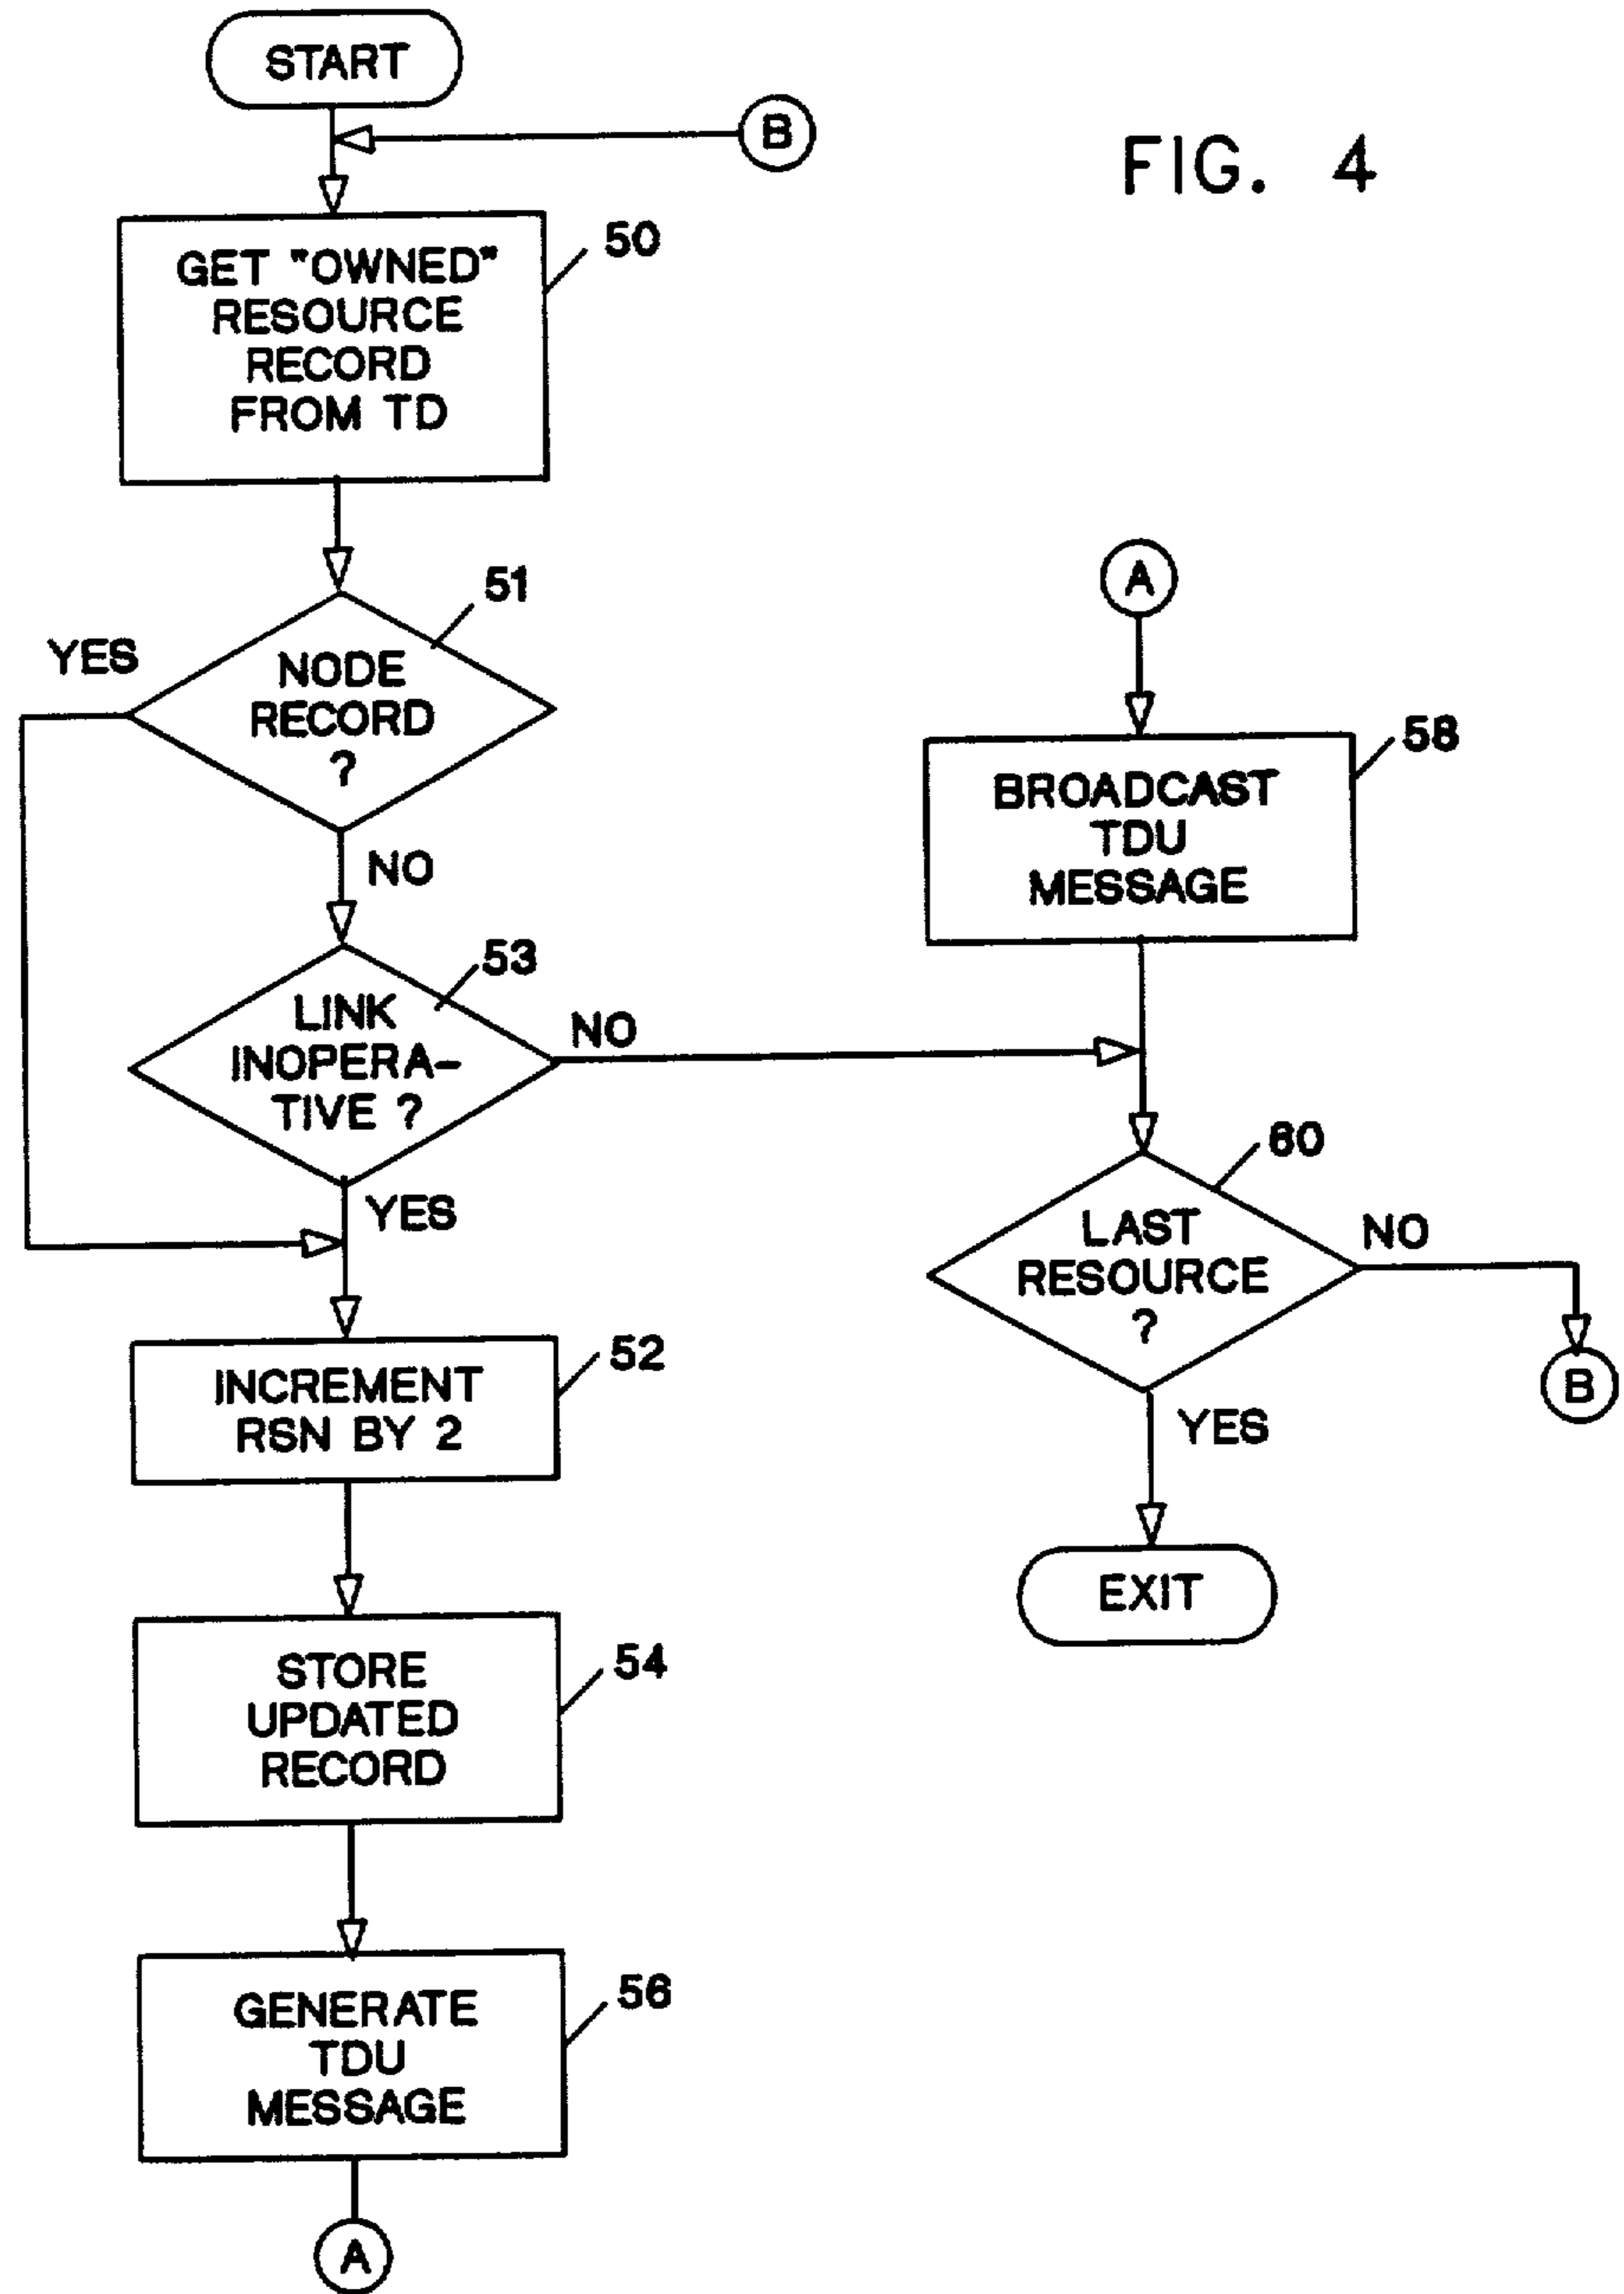 START
B
FIG. 4
GET "OWNED"
RESOURCE
RECORD
FROM TD
50
51
YES
NODE
RECORD
?
NO
53
LINK
INOPERA-
TIVE ?
NO
YES
52
INCREMENT
RSN BY 2
54
STORE
UPDATED
RECORD
56
GENERATE
TDU
MESSAGE
A
A
58
BROADCAST
TDU
MESSAGE
60
LAST
RESOURCE
?
NO
B
YES
EXIT